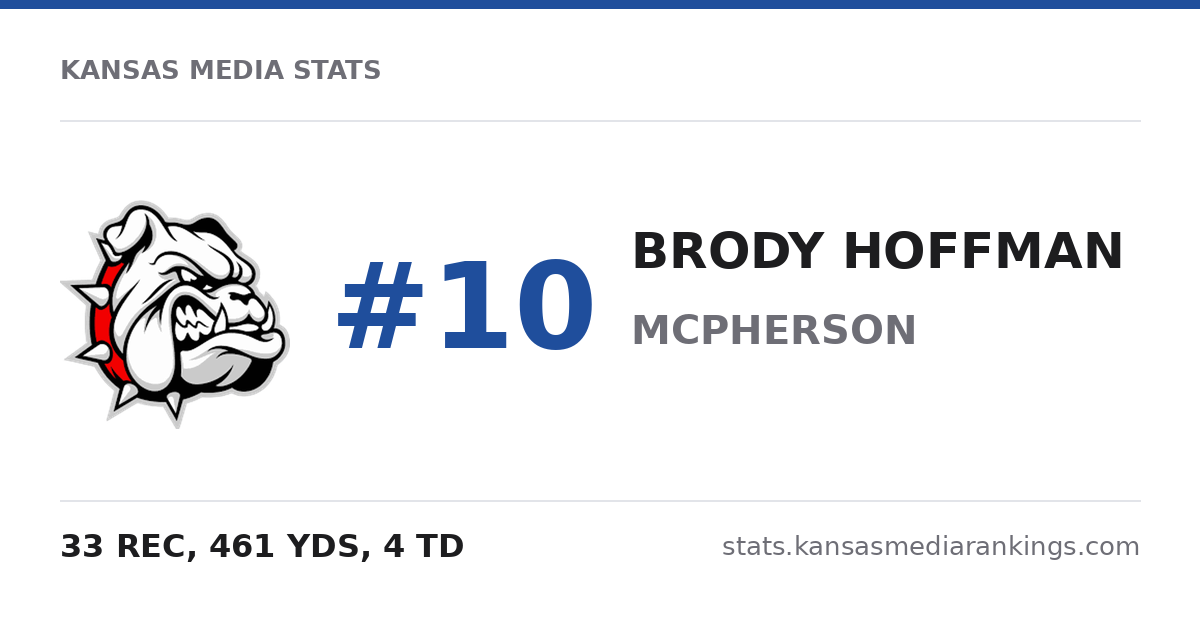 KANSAS MEDIA STATS
#10
BRODY HOFFMAN
MCPHERSON
33 REC, 461 YDS, 4 TD
stats.kansasmediarankings.com